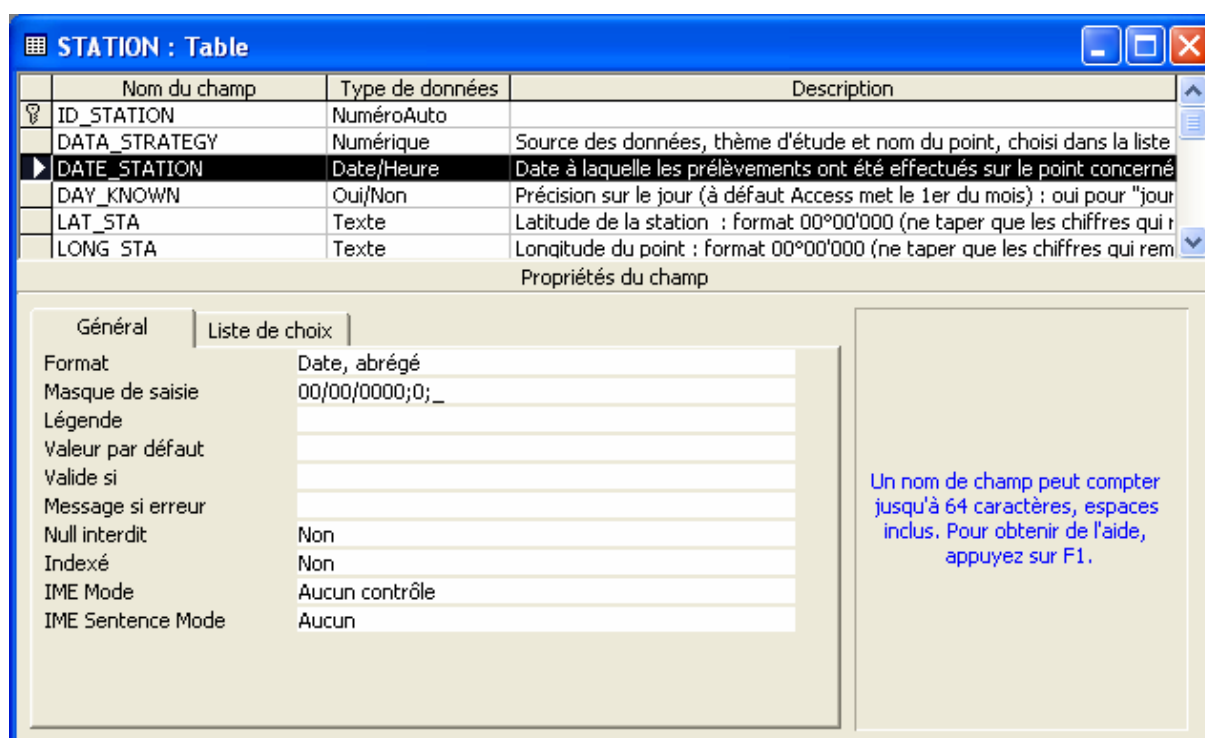 STATION : Table
Nom du champ Type de données Description
ID_STATION NuméroAuto
DATA_STRATEGY Numérique Source des données, thème d'étude et nom du point, choisi dans la liste
DATE_STATION Date/Heure Date à laquelle les prélèvements ont été effectués sur le point concerné
DAY_KNOWN Oui/Non Précision sur le jour (à défaut Access met le 1er du mois) : oui pour "jour
LAT_STA Texte Latitude de la station : format 00°00'000 (ne taper que les chiffres qui r
LONG_STA Texte Longitude du point : format 00°00'000 (ne taper que les chiffres qui rem
Propriétés du champ
Général Liste de choix
Format Date, abrégé
Masque de saisie 00/00/0000;0;_
Légende
Valeur par défaut
Valide si
Message si erreur
Null interdit Non
Indexé Non
IME Mode Aucun contrôle
IME Sentence Mode Aucun
Un nom de champ peut compter
jusqu'à 64 caractères, espaces
inclus. Pour obtenir de l'aide,
appuyez sur F1.